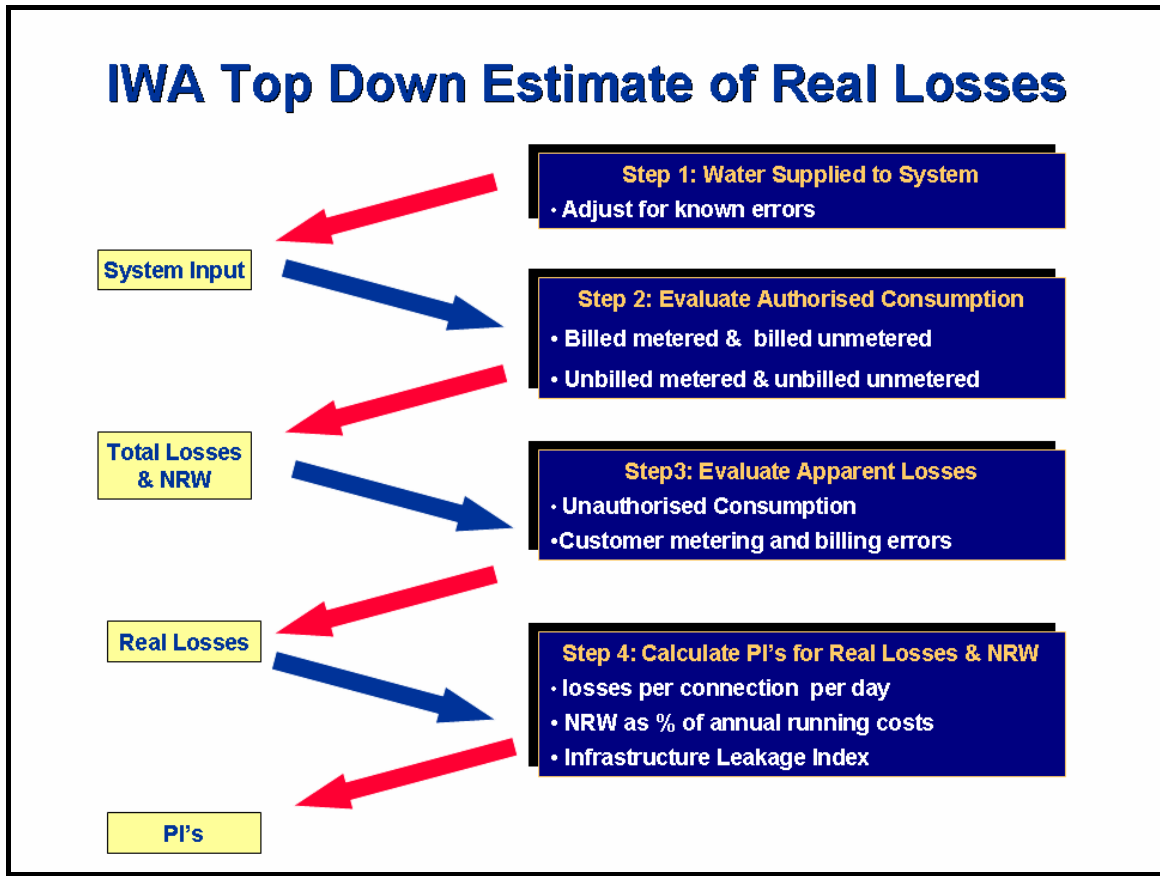 IWA Top Down Estimate of Real Losses
Step 1: Water Supplied to System
• Adjust for known errors
System Input
Step 2: Evaluate Authorised Consumption
• Billed metered & billed unmetered
• Unbilled metered & unbilled unmetered
Total Losses
& NRW
Step3: Evaluate Apparent Losses
• Unauthorised Consumption
•Customer metering and billing errors
Real Losses
Step 4: Calculate PI's for Real Losses & NRW
• losses per connection per day
• NRW as % of annual running costs
• Infrastructure Leakage Index
PI's